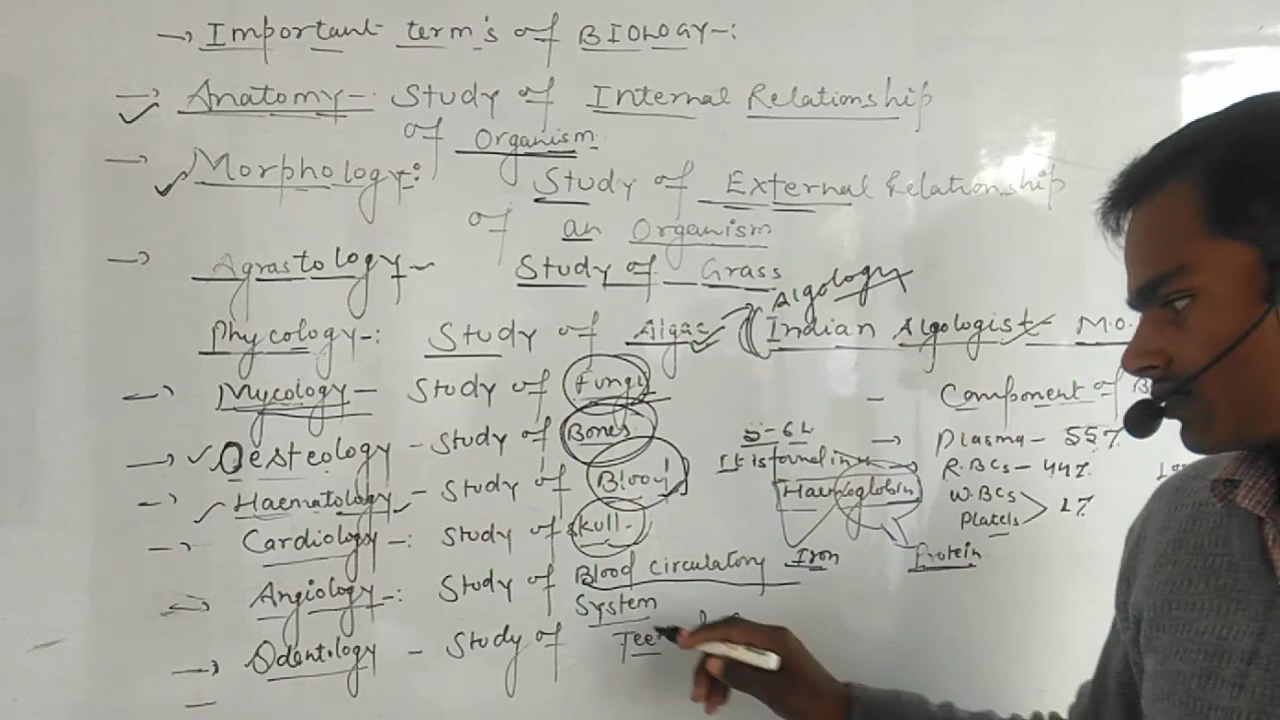 → Important term's of BIOLOGY-:
→ Anatomy- Study of Internal Relationship
of Organism
→ Morphology: Study of External Relationship
of an Organism
→ Agrastology- Study of Grass
Algology
Phycology-: Study of Algae (Indian Algologist- M.O.
→ Mycology- Study of Fungi
→ Oesteology- Study of Bones
→ Haematology- Study of Blood
→ Cardiology-: Study of skull.
→ Angiology-: Study of Blood circulatory
System
→ Odentology- Study of Tee
- Component of B
5-6L
→ Plasma- 55%
It is found in
R.BCs- 44%
Haemoglobin
W.BCs
Platels 1%
Iron
Protein